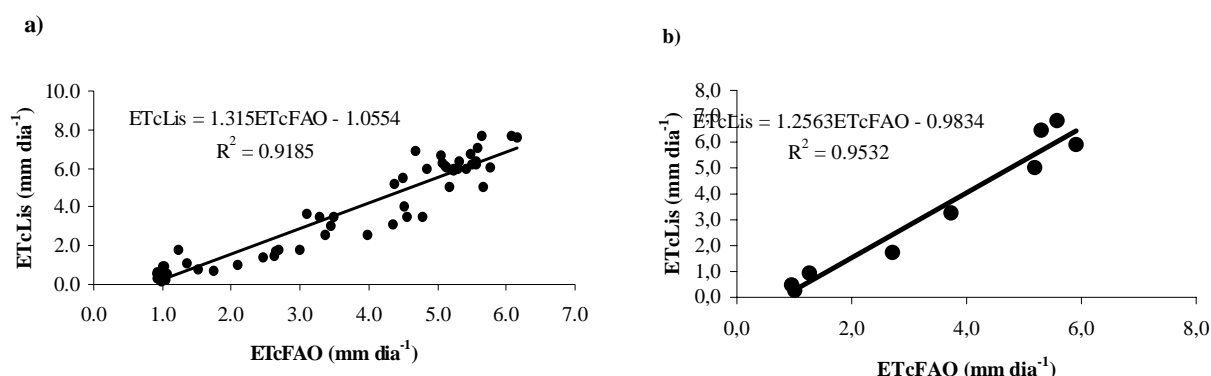 a)
10.0
8.0
6.0
4.0
2.0
0.0
ETcLis (mm dia⁻¹)
ETcLis = 1.315ETcFAO - 1.0554
R² = 0.9185
0.0 1.0 2.0 3.0 4.0 5.0 6.0 7.0
ETcFAO (mm dia⁻¹)
b)
8,0
7,0
6,0
5,0
4,0
3,0
2,0
1,0
0,0
ETcLis (mm dia⁻¹)
ETcLis = 1.2563ETcFAO - 0.9834
R² = 0.9532
0,0 2,0 4,0 6,0 8,0
ETcFAO (mm dia⁻¹)